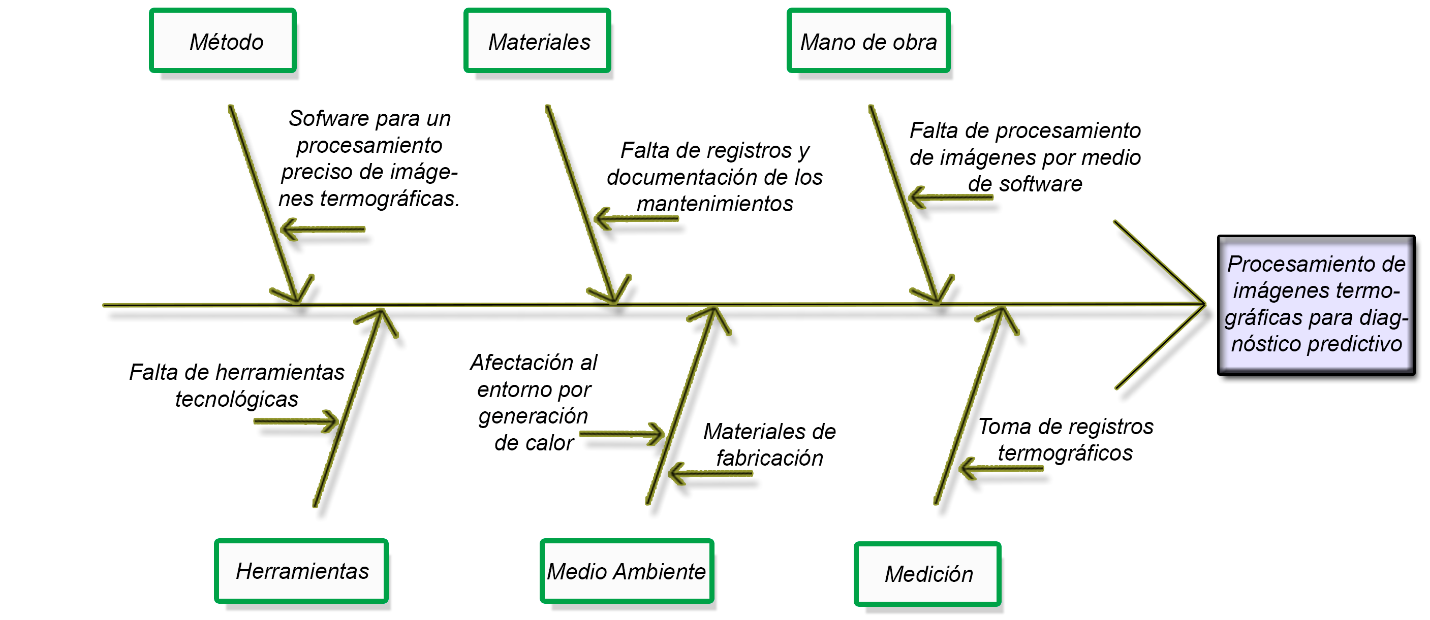 Método
Materiales
Mano de obra
Sofware para un
procesamiento
preciso de imáge-
nes termográficas.
Falta de registros y
documentación de los
mantenimientos
Falta de procesamiento
de imágenes por medio
de software
Procesamiento de
imágenes termo-
gráficas para diag-
nóstico predictivo
Falta de herramientas
tecnológicas
Afectación al
entorno por
generación
de calor
Materiales de
fabricación
Toma de registros
termográficos
Herramientas
Medio Ambiente
Medición